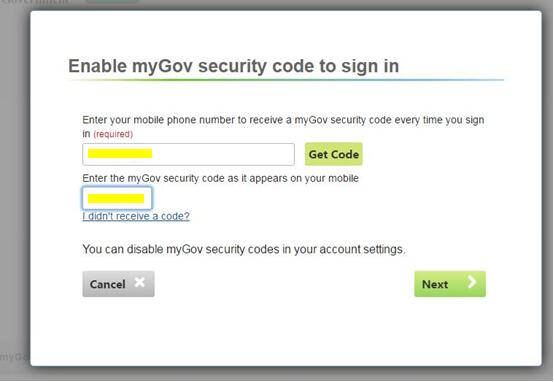 Enable myGov security code to sign in
Enter your mobile phone number to receive a myGov security code every time you sign
in (required)
Get Code
Enter the myGov security code as it appears on your mobile
I didn't receive a code?
You can disable myGov security codes in your account settings.
Cancel
Next